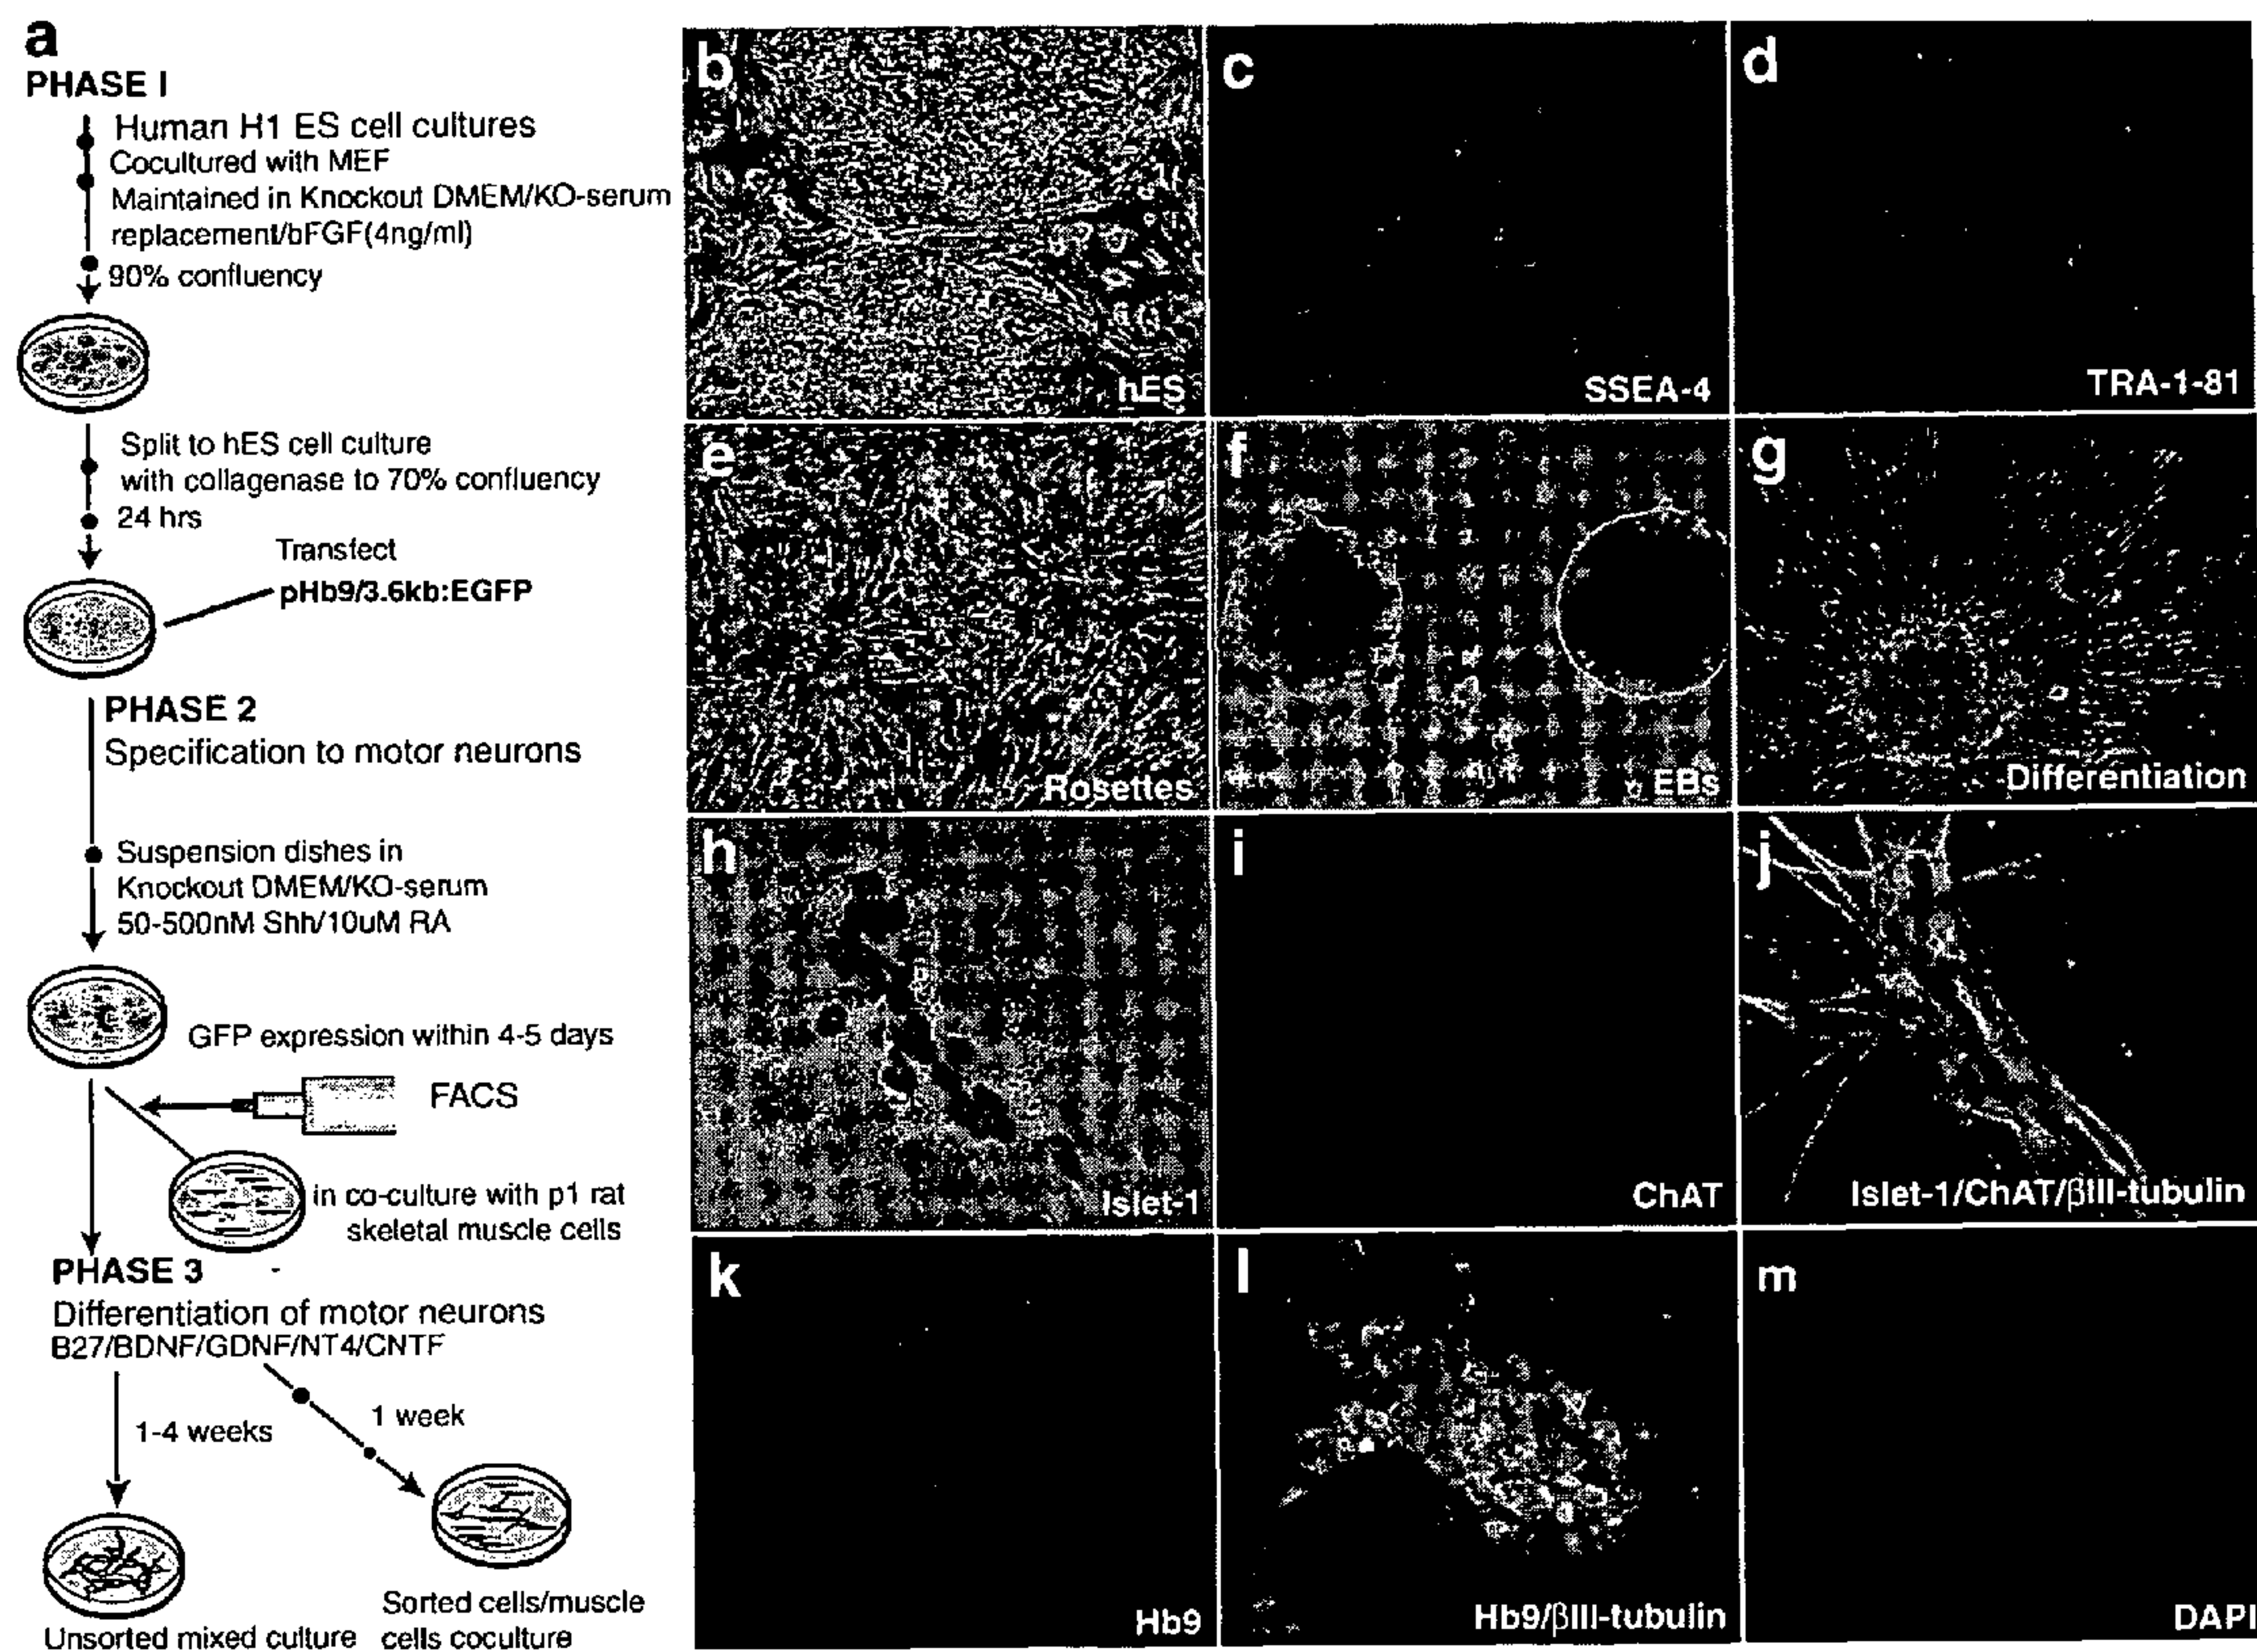 a
PHASE I
Human H1 ES cell cultures
Cocultured with MEF
Maintained in Knockout DMEM/KO-serum
replacement/bFGF(4ng/ml)
90% confluency
Split to hES cell culture
with collagenase to 70% confluency
24 hrs
Transfect
pHb9/3.6kb:EGFP
PHASE 2
Specification to motor neurons
Suspension dishes in
Knockout DMEM/KO-serum
50-500nM Shh/10uM RA
GFP expression within 4-5 days
FACS
in co-culture with p1 rat
skeletal muscle cells
PHASE 3
Differentiation of motor neurons
B27/BDNF/GDNF/NT4/CNTF
1-4 weeks
1 week
Unsorted mixed culture
Sorted cells/muscle
cells coculture
b
hES
c
SSEA-4
d
TRA-1-81
e
Rosettes
f
EBs
g
Differentiation
h
Islet-1
i
ChAT
j
Islet-1/ChAT/βIII-tubulin
k
Hb9
l
Hb9/βIII-tubulin
m
DAPI